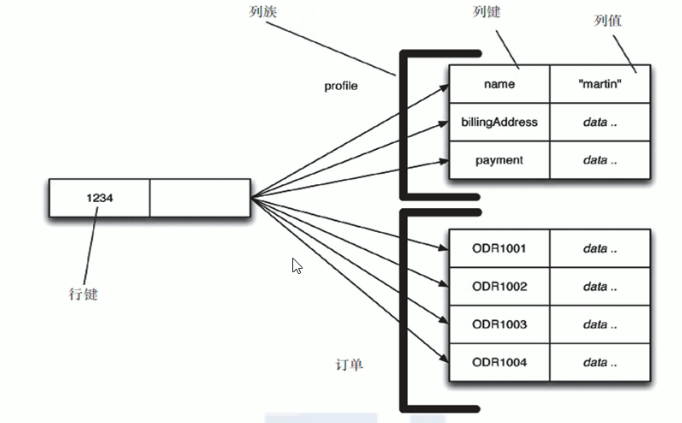 列族
列键
列值
profile
name
"martin"
billingAddress
data ..
payment
data ..
1234
行键
ODR1001
data ..
ODR1002
data ..
ODR1003
data ..
ODR1004
data ..
订单